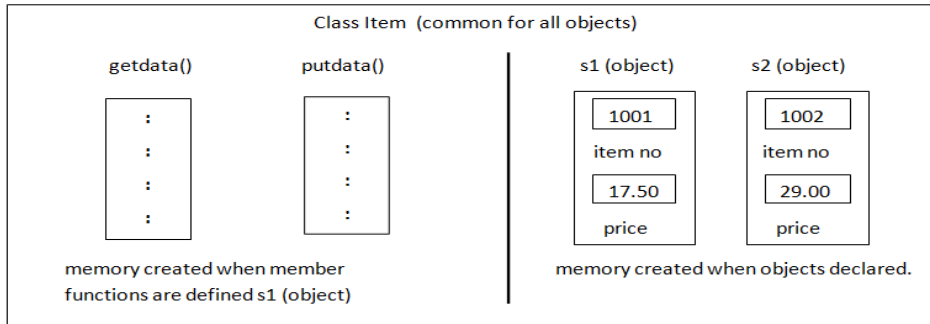 Class Item (common for all objects)
getdata()
putdata()
:
:
:
:
:
:
:
:
memory created when member
functions are defined s1 (object)
s1 (object)
s2 (object)
1001
item no
17.50
price
1002
item no
29.00
price
memory created when objects declared.